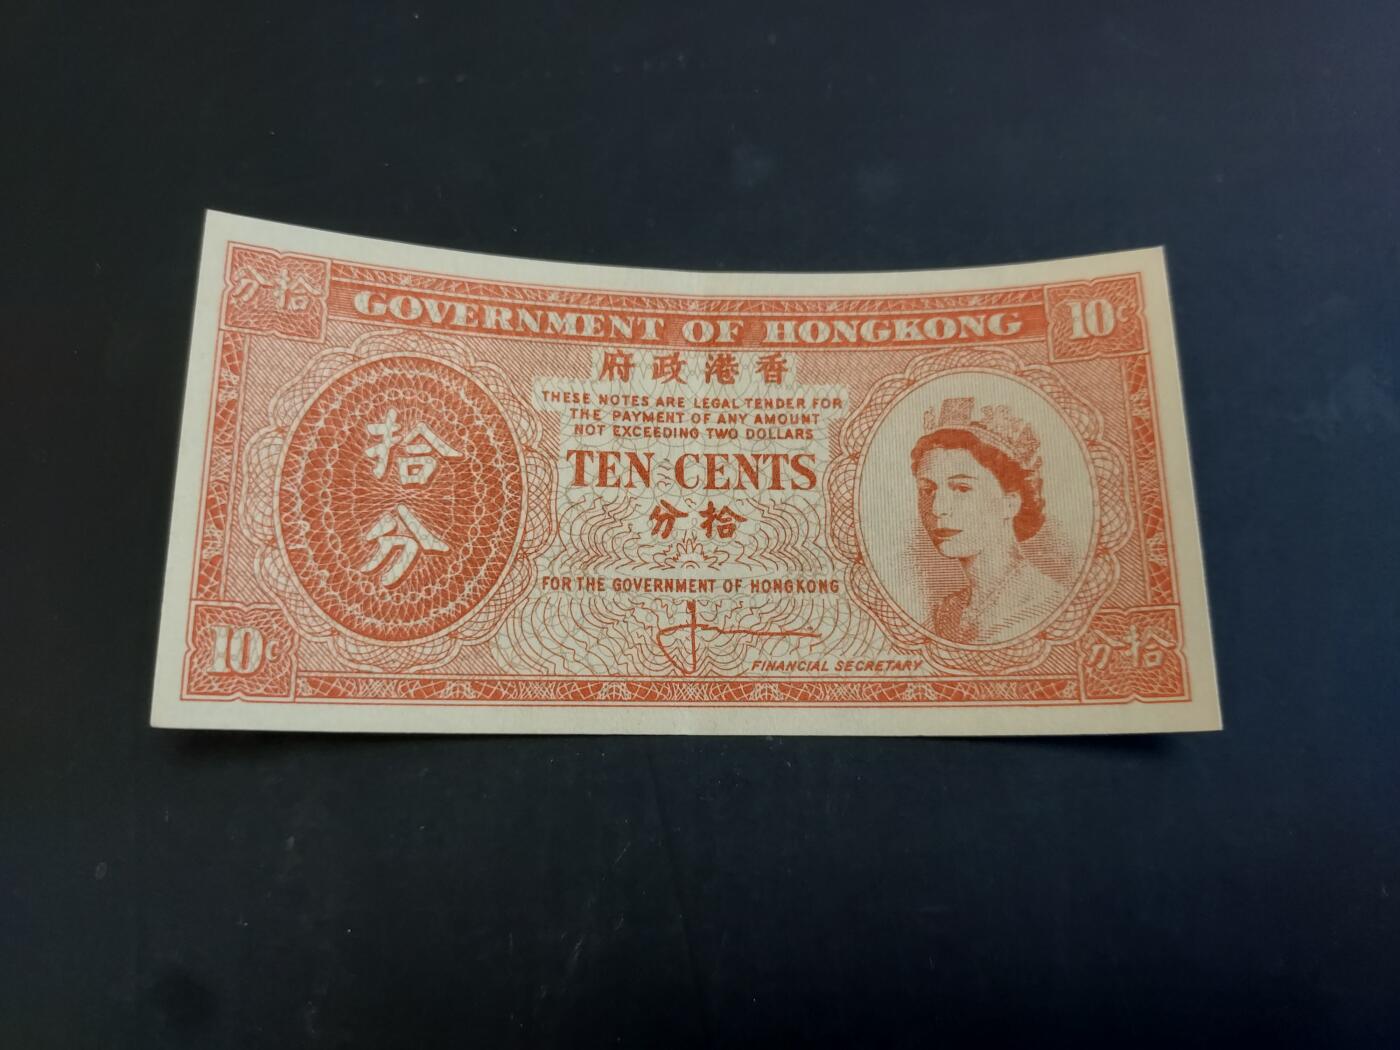 分拾
GOVERNMENT OF HONGKONG
10c
府政港香
THESE NOTES ARE LEGAL TENDER FOR
THE PAYMENT OF ANY AMOUNT
NOT EXCEEDING TWO DOLLARS
拾
分
TEN CENTS
分拾
FOR THE GOVERNMENT OF HONGKONG
10c
FINANCIAL SECRETARY
分拾